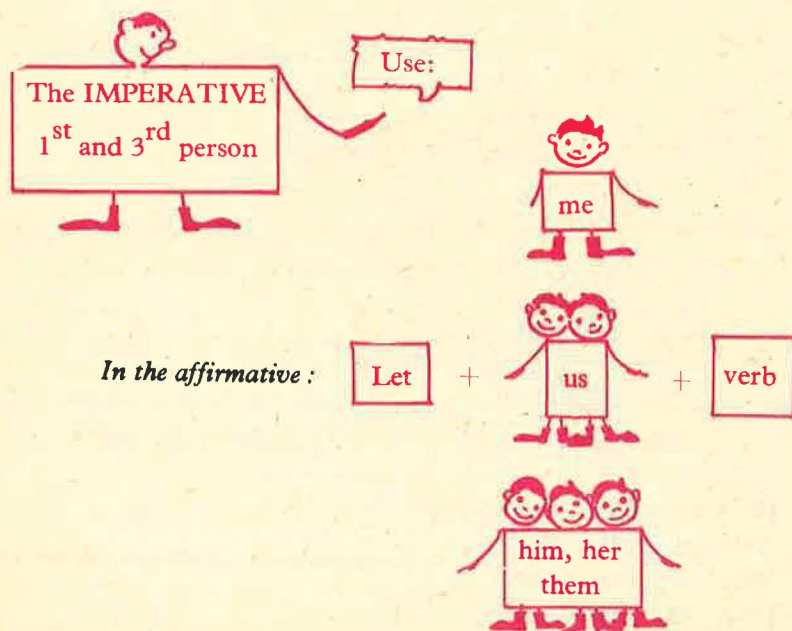 The IMPERATIVE
1st and 3rd person
Use:
me
In the affirmative : Let + us + verb
him, her
them